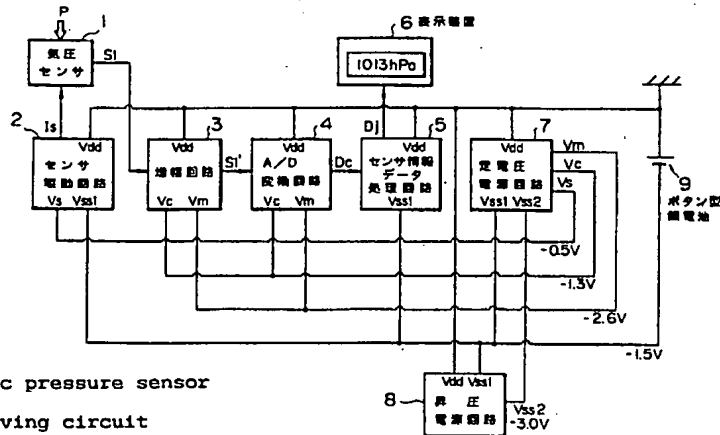 P
1
気圧
センサ
S1
6 表示装置
1013hPa
Is
2
Vdd
センサ
駆動回路
Vs Vss1
3
Vdd
増幅回路
Vc Vm
S1'
4
Vdd
A/D
変換回路
Vc Vm
Dc
Dj
5
Vdd
センサ情報
データ
処理回路
Vss1
7
Vdd
定電圧
電源回路
Vss1 Vss2
Vm
Vc
Vs
9
ボタン型
銀電池
-0.5V
-1.3V
-2.6V
-1.5V
8
Vdd Vss1
昇圧
電源回路
Vss2
-3.0V
c pressure sensor
ving circuit